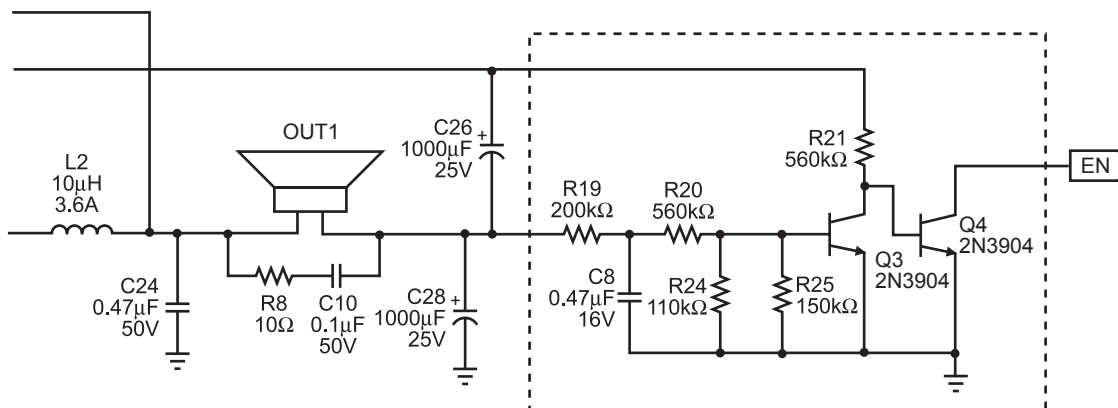 OUT1
L2
10μH
3.6A
C26
1000μF
25V
+
R21
560kΩ
EN
R19
200kΩ
R20
560kΩ
Q4
2N3904
Q3
2N3904
C24
0.47μF
50V
R8
10Ω
C10
0.1μF
50V
C28
1000μF
25V
+
C8
0.47μF
16V
R24
110kΩ
R25
150kΩ